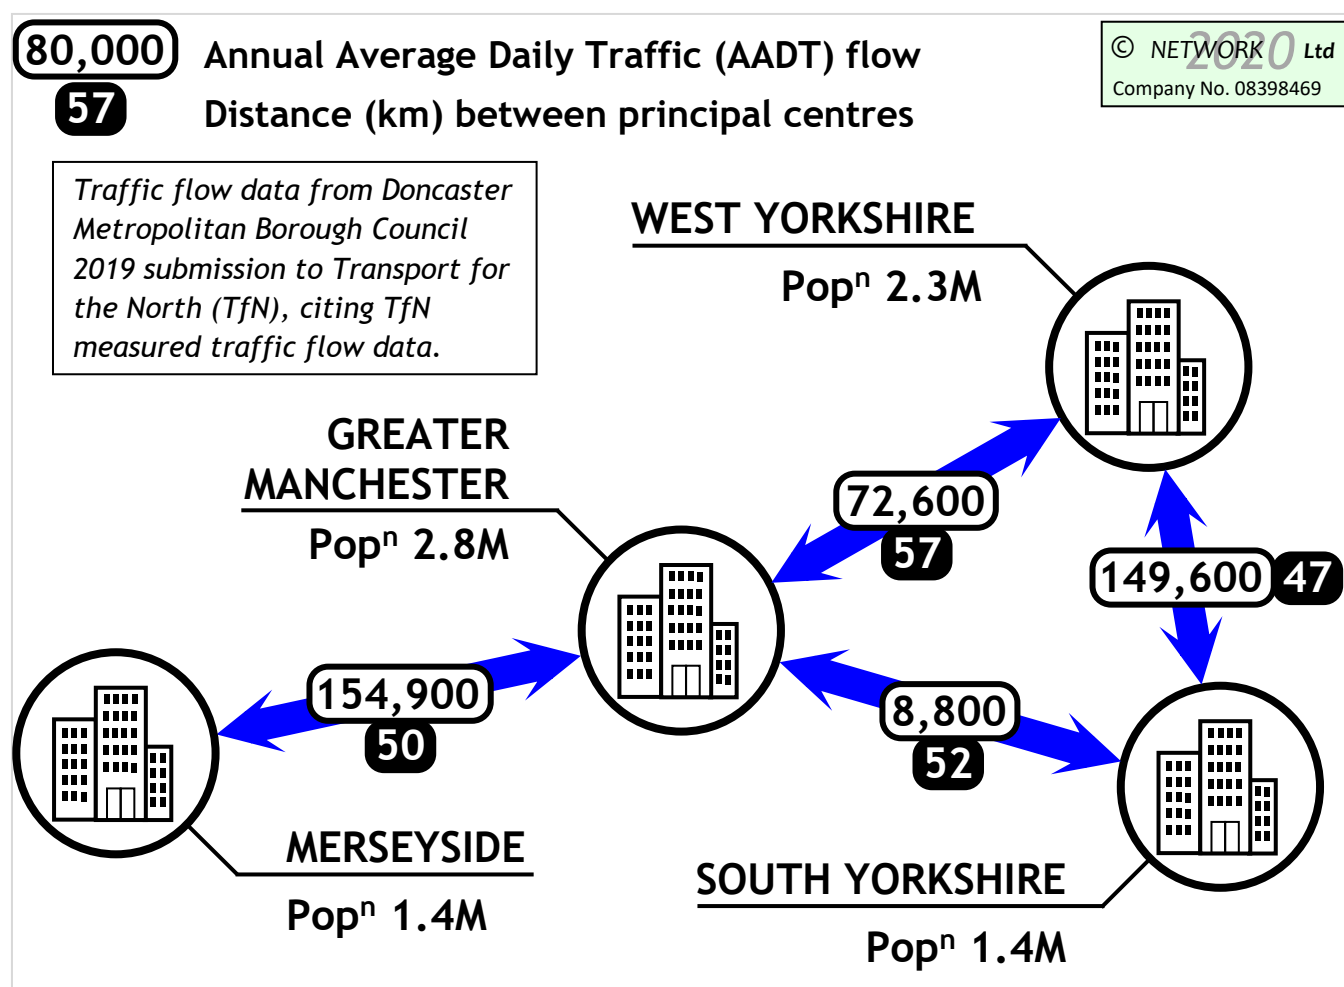 80,000 Annual Average Daily Traffic (AADT) flow
57 Distance (km) between principal centres
© NETWORK 2020 Ltd
Company No. 08398469
Traffic flow data from Doncaster
Metropolitan Borough Council
2019 submission to Transport for
the North (TfN), citing TfN
measured traffic flow data.
WEST YORKSHIRE
Popⁿ 2.3M
GREATER
MANCHESTER
Popⁿ 2.8M
72,600
57
149,600 47
154,900
50
8,800
52
MERSEYSIDE
Popⁿ 1.4M
SOUTH YORKSHIRE
Popⁿ 1.4M